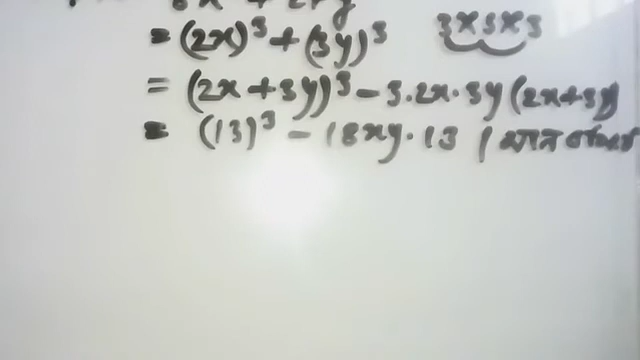 = (2x)³ + (3y)³
3×3×3
= (2x+3y)³ – 3.2x.3y (2x+3y
= (13)³ – 18xy.13 | মান